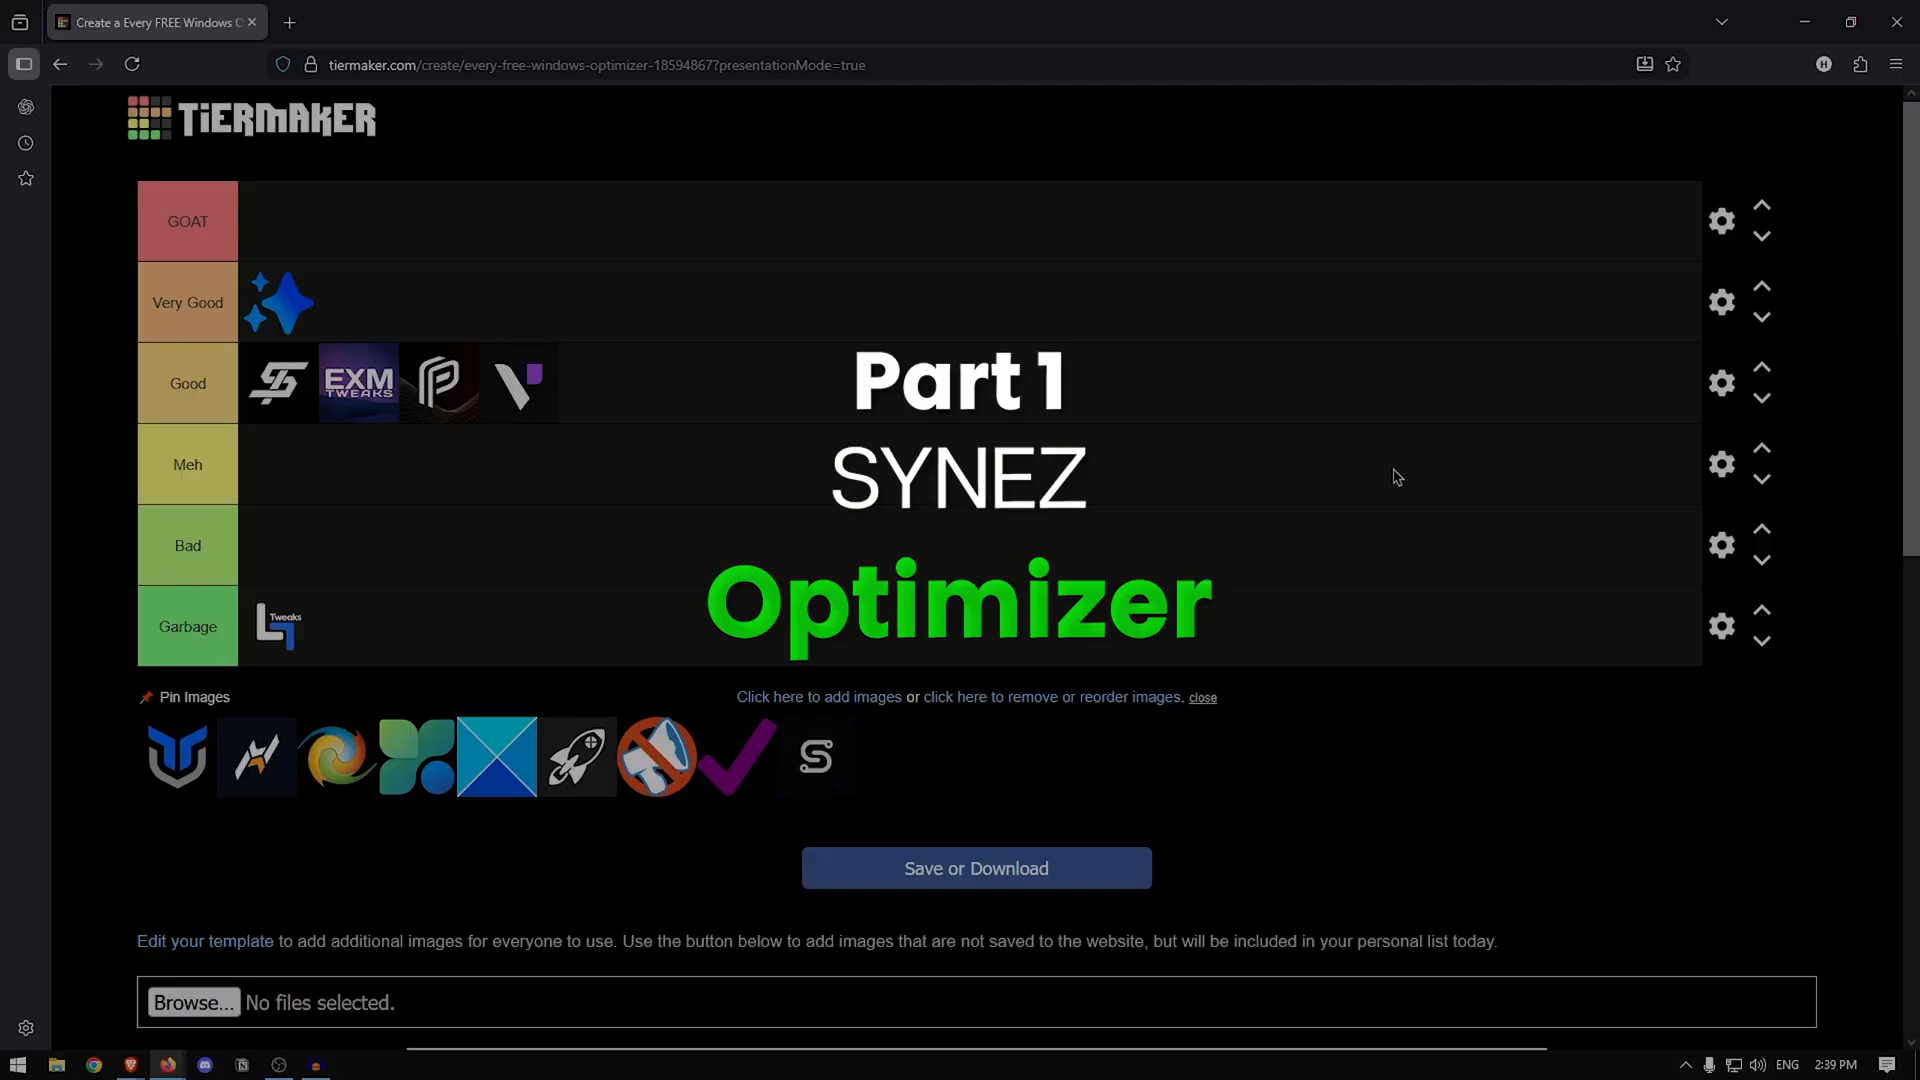 Create a Every FREE Windows O
tiermaker.com/create/every-free-windows-optimizer-18594867?presentationMode=true
TiERMAKER
GOAT
Very Good
Good
EXM
TWEAKS
Meh
Bad
Garbage
Tweaks
Part 1
SYNEZ
Optimizer
Pin Images
Click here to add images or click here to remove or reorder images. close
Save or Download
Edit your template to add additional images for everyone to use. Use the button below to add images that are not saved to the website, but will be included in your personal list today.
Browse... No files selected.
ENG
2:39 PM